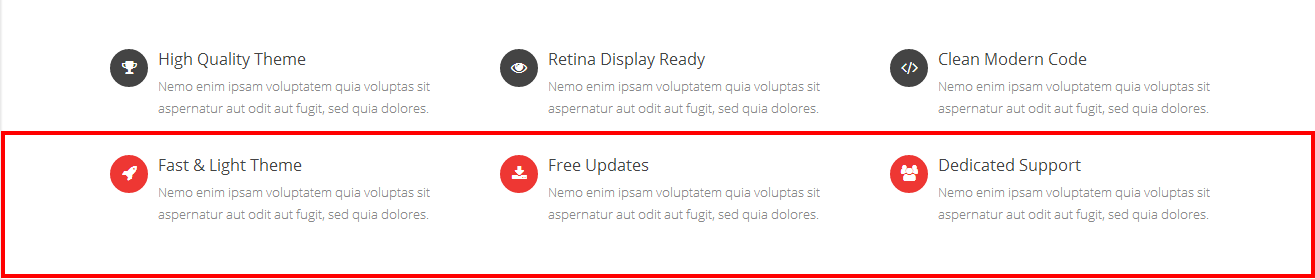 High Quality Theme
Nemo enim ipsam voluptatem quia voluptas sit
aspernatur aut odit aut fugit, sed quia dolores.
Retina Display Ready
Nemo enim ipsam voluptatem quia voluptas sit
aspernatur aut odit aut fugit, sed quia dolores.
Clean Modern Code
Nemo enim ipsam voluptatem quia voluptas sit
aspernatur aut odit aut fugit, sed quia dolores.
Fast & Light Theme
Nemo enim ipsam voluptatem quia voluptas sit
aspernatur aut odit aut fugit, sed quia dolores.
Free Updates
Nemo enim ipsam voluptatem quia voluptas sit
aspernatur aut odit aut fugit, sed quia dolores.
Dedicated Support
Nemo enim ipsam voluptatem quia voluptas sit
aspernatur aut odit aut fugit, sed quia dolores.